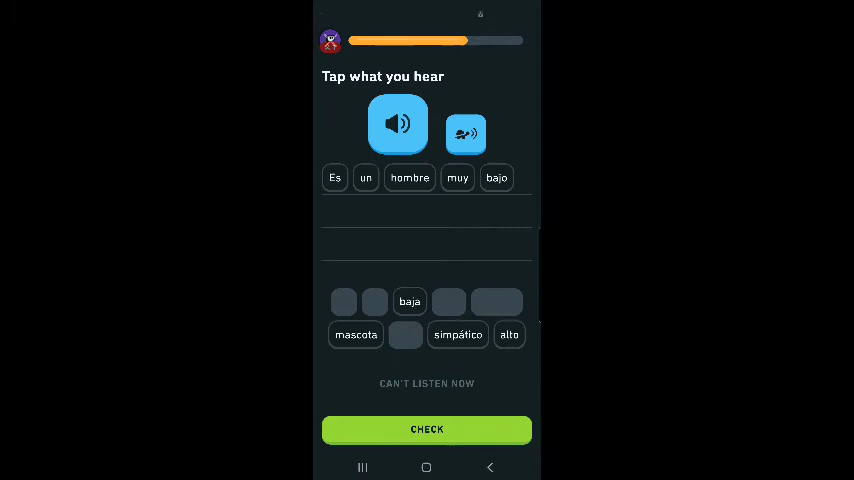 Tap what you hear
Es un hombre muy bajo
baja
mascota simpático alto
CAN'T LISTEN NOW
CHECK